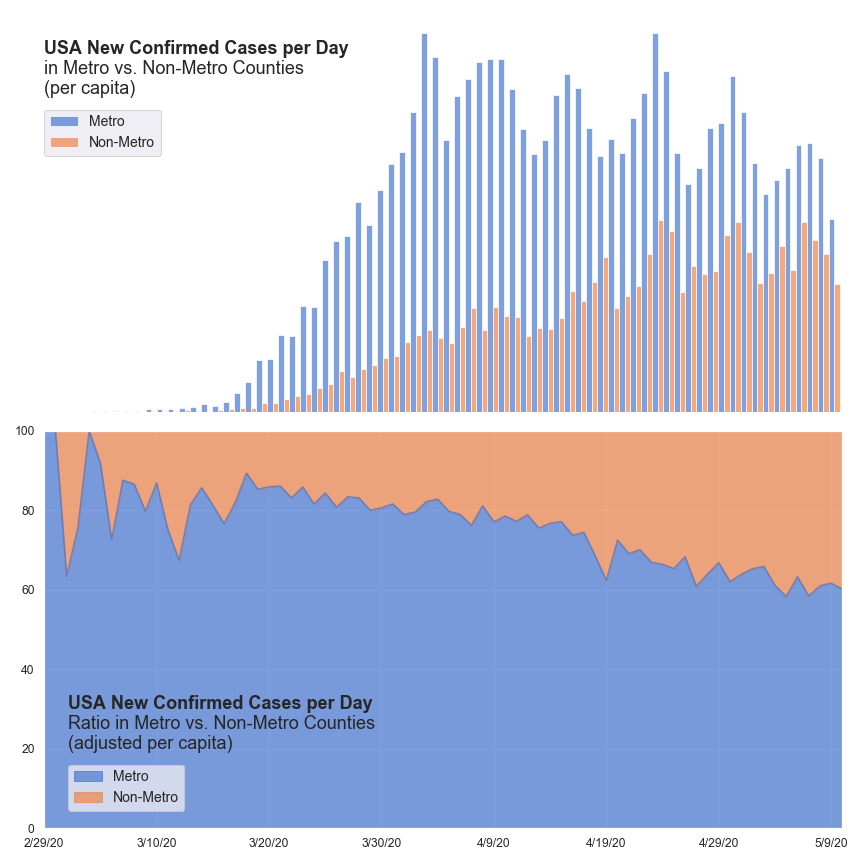 USA New Confirmed Cases per Day
in Metro vs. Non-Metro Counties
(per capita)
Metro
Non-Metro
100
80
60
40
20
0
USA New Confirmed Cases per Day
Ratio in Metro vs. Non-Metro Counties
(adjusted per capita)
Metro
Non-Metro
2/29/20 3/10/20 3/20/20 3/30/20 4/9/20 4/19/20 4/29/20 5/9/20